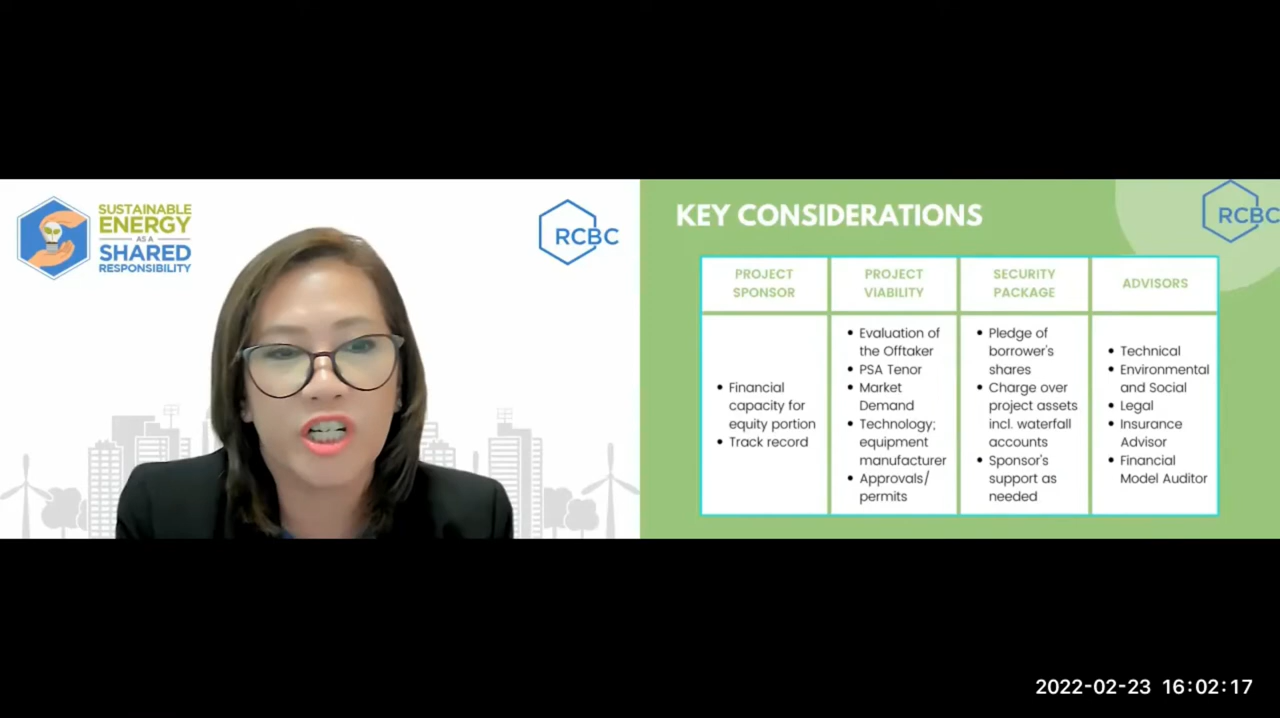 SUSTAINABLE
ENERGY
AS A
SHARED
RESPONSIBILITY
RCBC
KEY CONSIDERATIONS
RCBC
PROJECT
SPONSOR
• Financial
capacity for
equity portion
• Track record
PROJECT
VIABILITY
• Evaluation of
the Offtaker
• PSA Tenor
• Market
Demand
• Technology;
equipment
manufacturer
• Approvals/
permits
SECURITY
PACKAGE
• Pledge of
borrower's
shares
• Charge over
project assets
incl. waterfall
accounts
• Sponsor's
support as
needed
ADVISORS
• Technical
• Environmental
and Social
• Legal
• Insurance
Advisor
• Financial
Model Auditor
2022-02-23 16:02:17